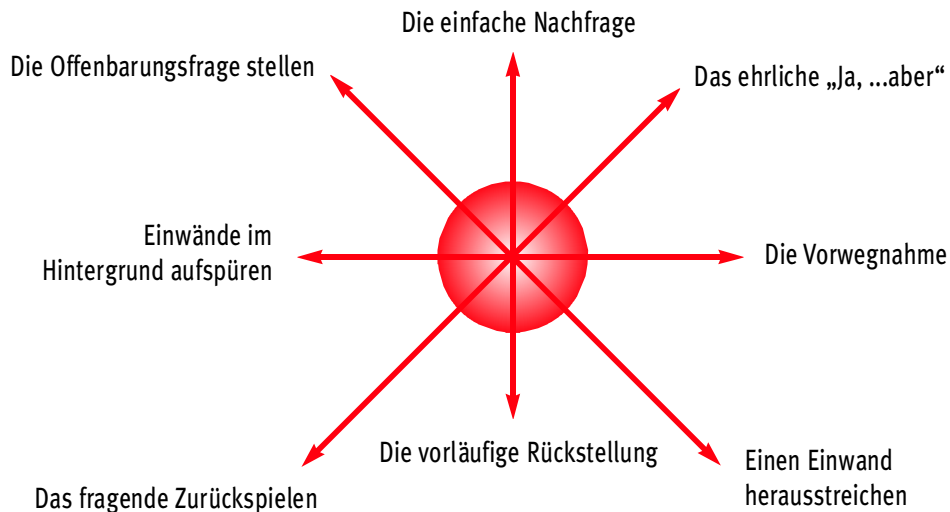 Die einfache Nachfrage
Die Offenbarungsfrage stellen
Das ehrliche „Ja, ...aber“
Einwände im
Hintergrund aufspüren
Die Vorwegnahme
Die vorläufige Rückstellung
Einen Einwand
herausstreichen
Das fragende Zurückspielen